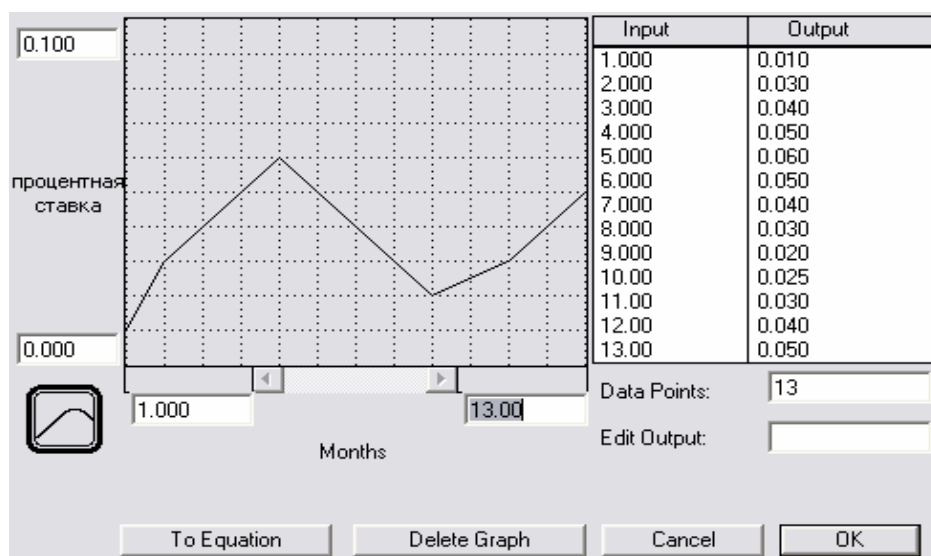 0.100
процентная
ставка
0.000
1.000
13.00
Months
Input Output
1.000 0.010
2.000 0.030
3.000 0.040
4.000 0.050
5.000 0.060
6.000 0.050
7.000 0.040
8.000 0.030
9.000 0.020
10.00 0.025
11.00 0.030
12.00 0.040
13.00 0.050
Data Points: 13
Edit Output:
To Equation
Delete Graph
Cancel
OK